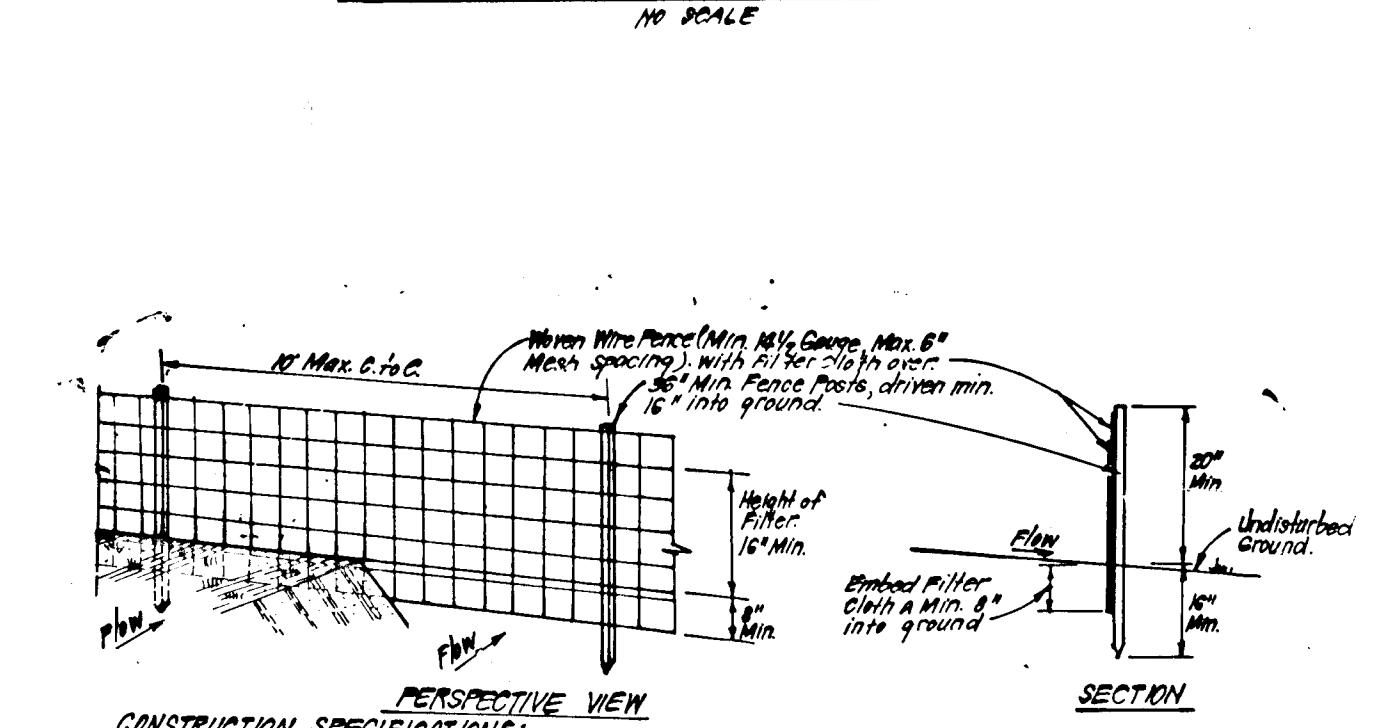 NO SCALE
Woven Wire Fence (Min. 14½ Gauge, Max. 6"
Mesh spacing). with Filter cloth over.
36" Min. Fence Posts, driven min.
16" into ground.
10' Max. C. to C.
Height of
Filter.
16" Min.
8"
Min.
Flow
Flow
PERSPECTIVE VIEW
20"
Min.
Undisturbed
Ground.
Flow
Embed Filter
Cloth A Min. 8"
into ground
16"
Min.
SECTION
CONSTRUCTION SPECIFICATIONS: